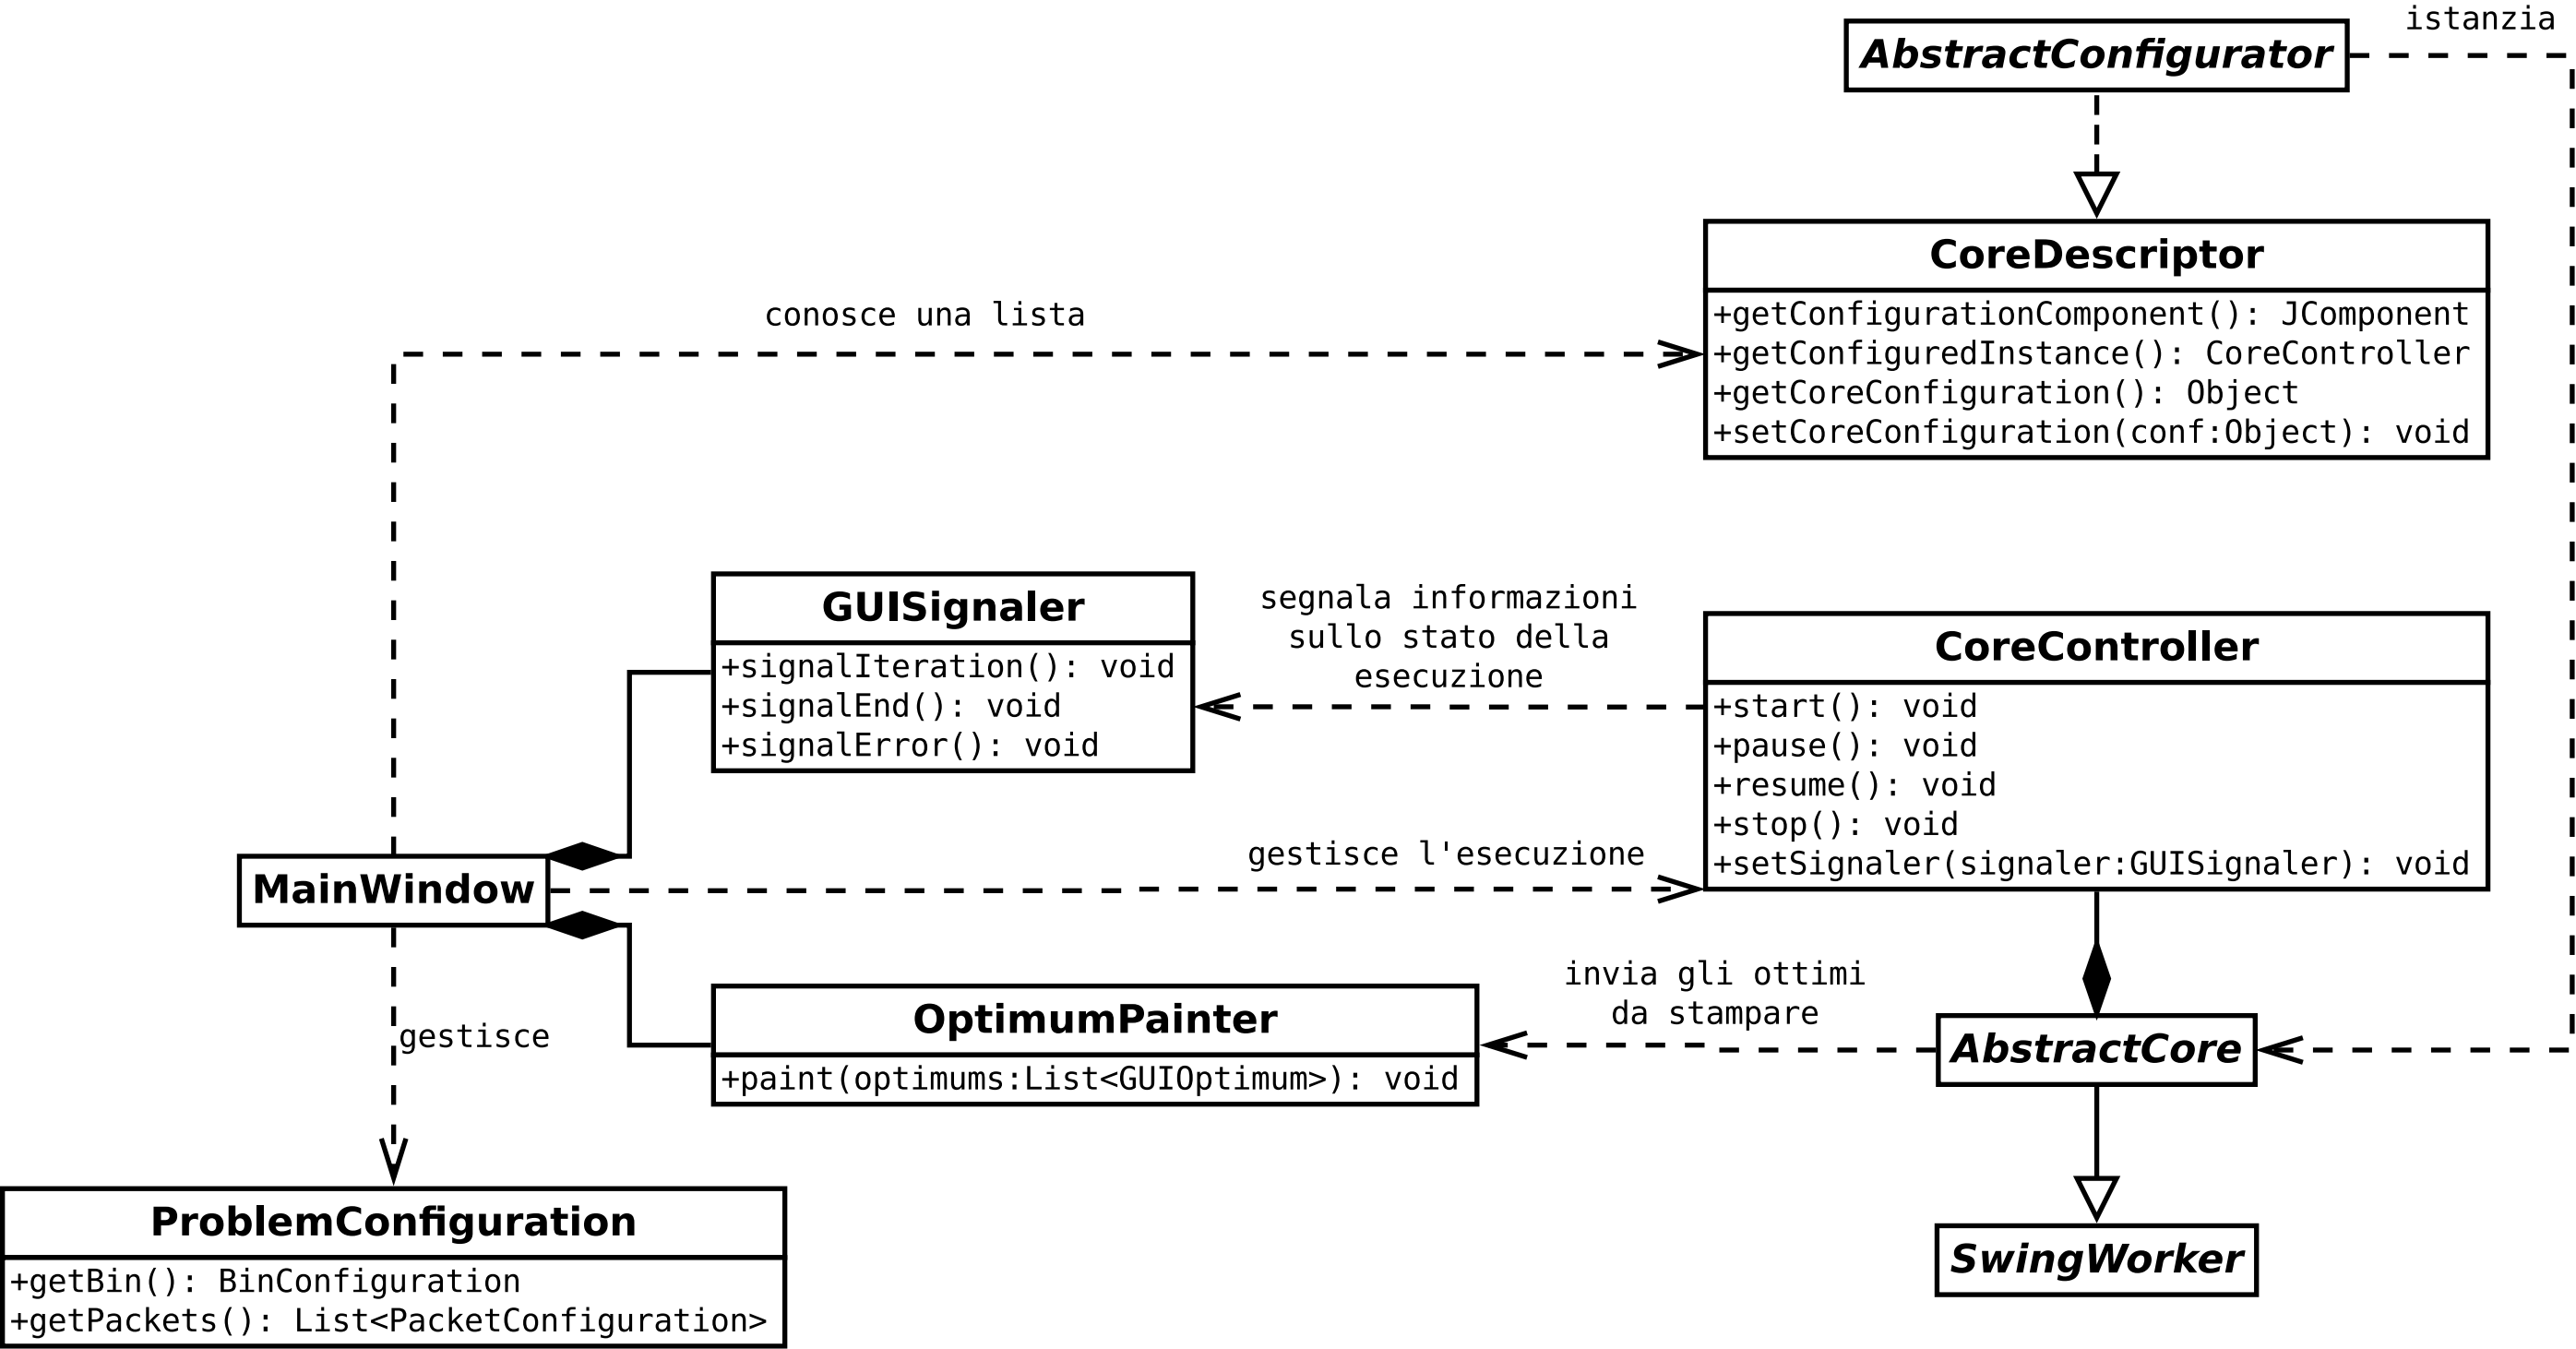 istanzia
AbstractConfigurator
CoreDescriptor
+getConfigurationComponent(): JComponent
+getConfiguredInstance(): CoreController
+getCoreConfiguration(): Object
+setCoreConfiguration(conf:Object): void
conosce una lista
GUISignaler
+signalIteration(): void
+signalEnd(): void
+signalError(): void
segnala informazioni
sullo stato della
esecuzione
CoreController
+start(): void
+pause(): void
+resume(): void
+stop(): void
+setSignaler(signaler:GUISignaler): void
gestisce l'esecuzione
MainWindow
invia gli ottimi
da stampare
OptimumPainter
+paint(optimums:List<GUIOptimum>): void
AbstractCore
gestisce
ProblemConfiguration
+getBin(): BinConfiguration
+getPackets(): List<PacketConfiguration>
SwingWorker